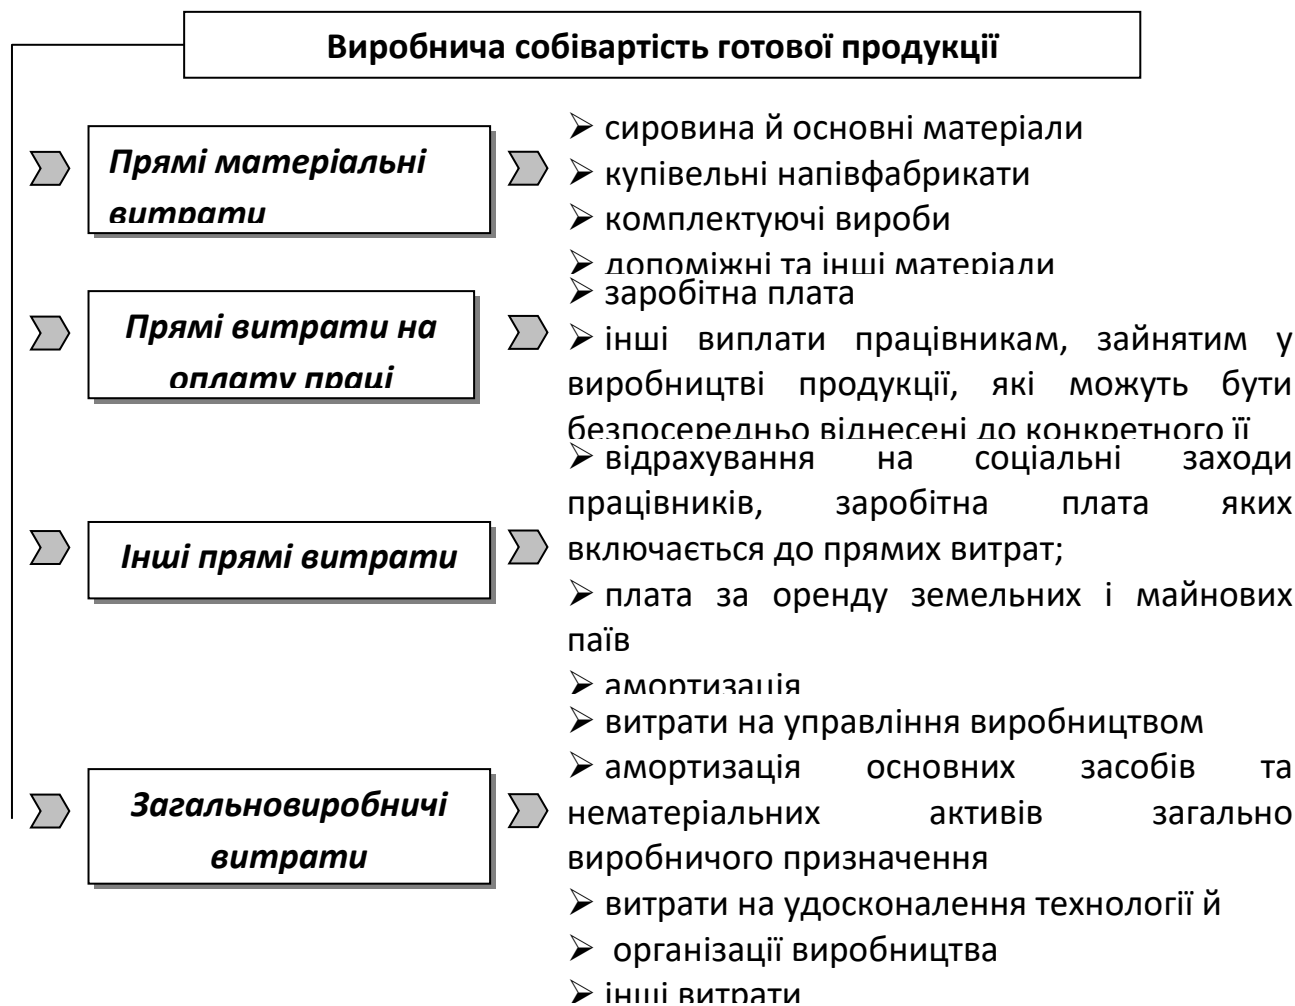 Виробнича собівартість готової продукції
Прямі матеріальні
витрати
➢ сировина й основні матеріали
➢ купівельні напівфабрикати
➢ комплектуючі вироби
➢ допоміжні та інші матеріали
Прямі витрати на
оплату праці
➢ заробітна плата
➢ інші виплати працівникам, зайнятим у
виробництві продукції, які можуть бути
безпосередньо віднесені до конкретного її
Інші прямі витрати
➢ відрахування на соціальні заходи
працівників, заробітна плата яких
включається до прямих витрат;
➢ плата за оренду земельних і майнових
паїв
➢ амортизація
Загальновиробничі
витрати
➢ витрати на управління виробництвом
➢ амортизація основних засобів та
нематеріальних активів загально
виробничого призначення
➢ витрати на удосконалення технології й
➢ організації виробництва
➢ інші витрати